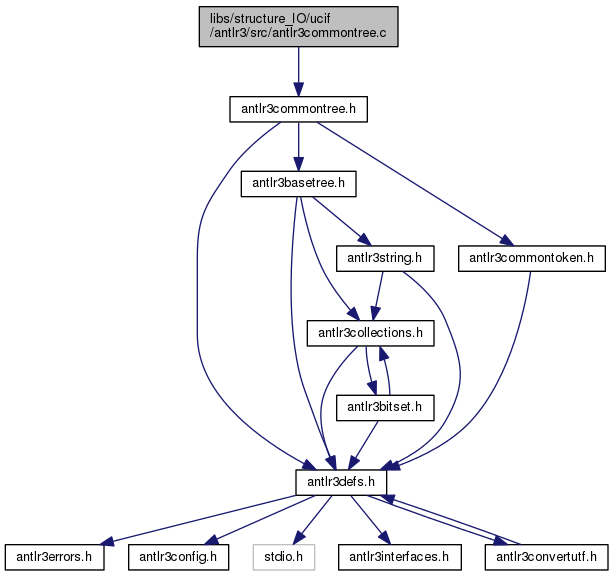 libs/structure_IO/ucif
/antlr3/src/antlr3commontree.c
antlr3commontree.h
antlr3basetree.h
antlr3string.h
antlr3commontoken.h
antlr3collections.h
antlr3bitset.h
antlr3defs.h
antlr3errors.h
antlr3config.h
stdio.h
antlr3interfaces.h
antlr3convertutf.h